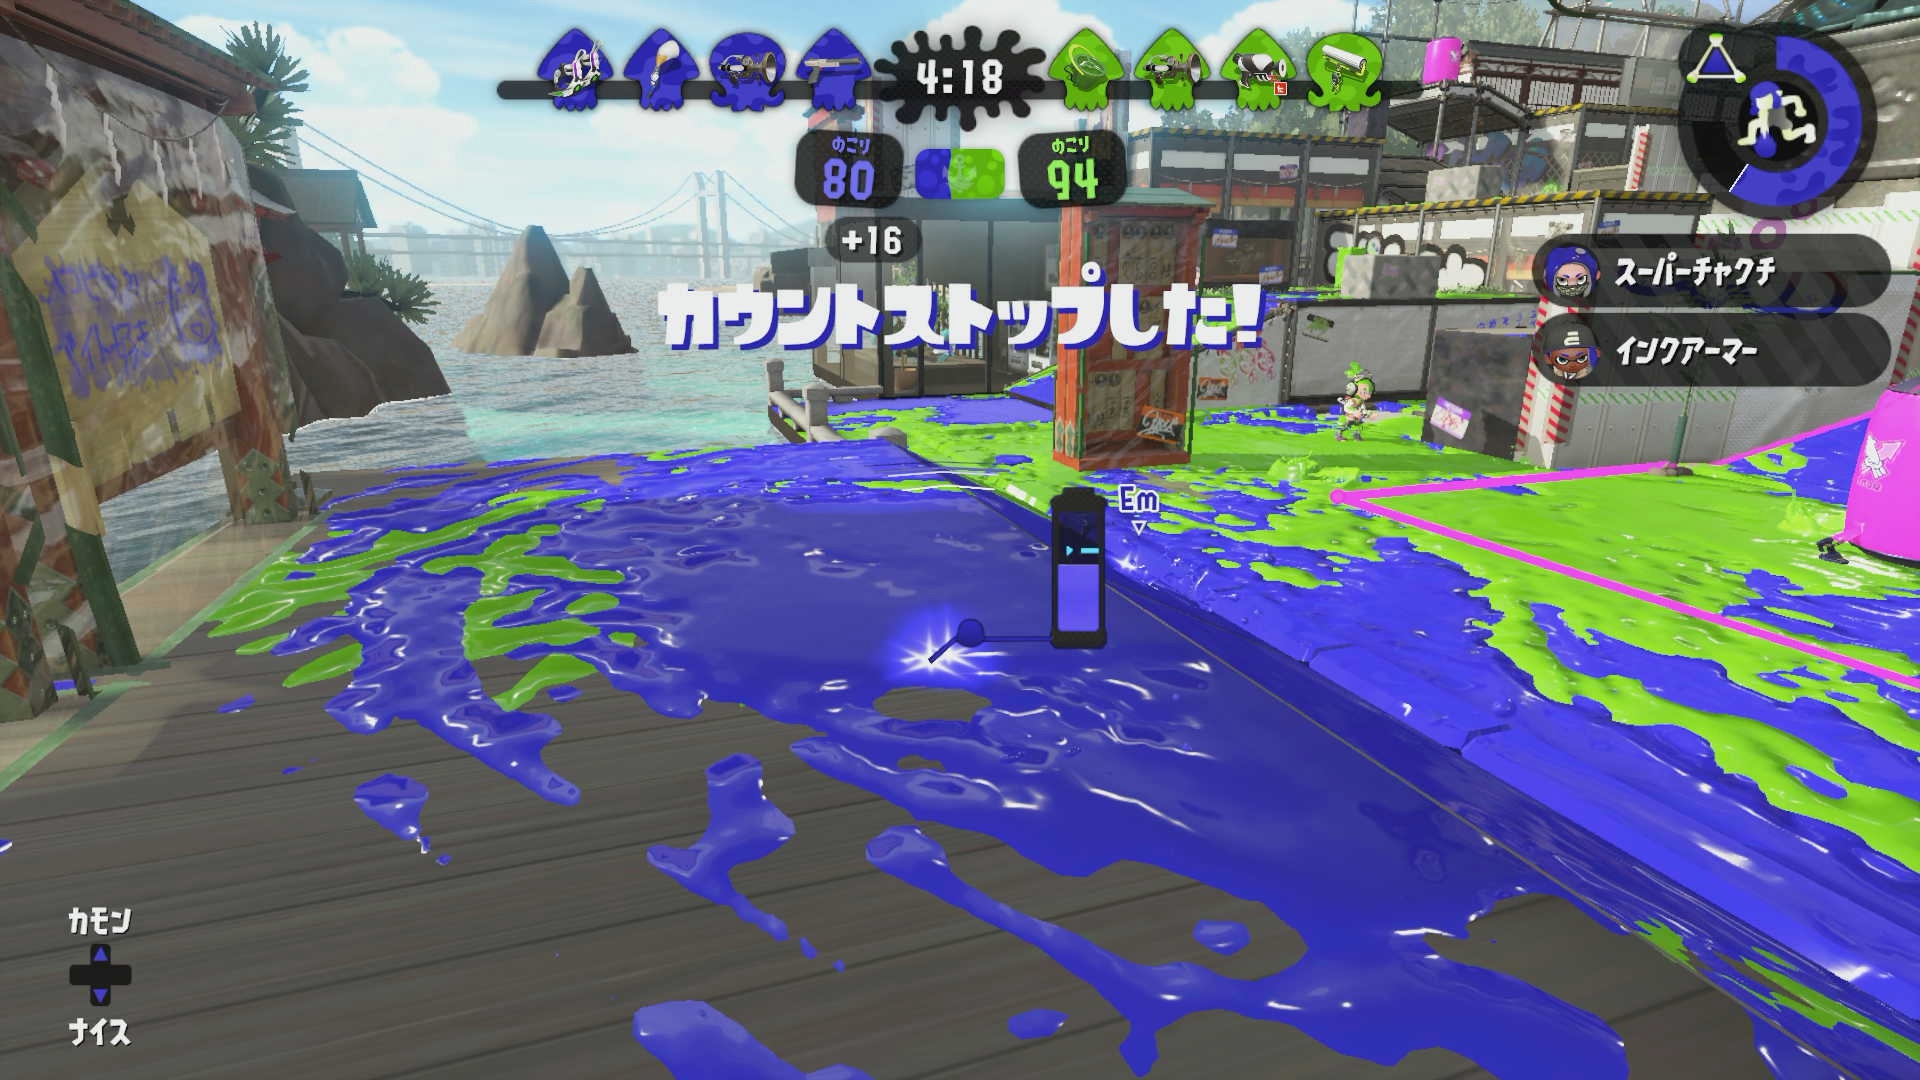 4:18
のこり
80
のこり
94
+16
カウントストップした!
スーパーチャクチ
インクアーマー
Em
カモン
ナイス